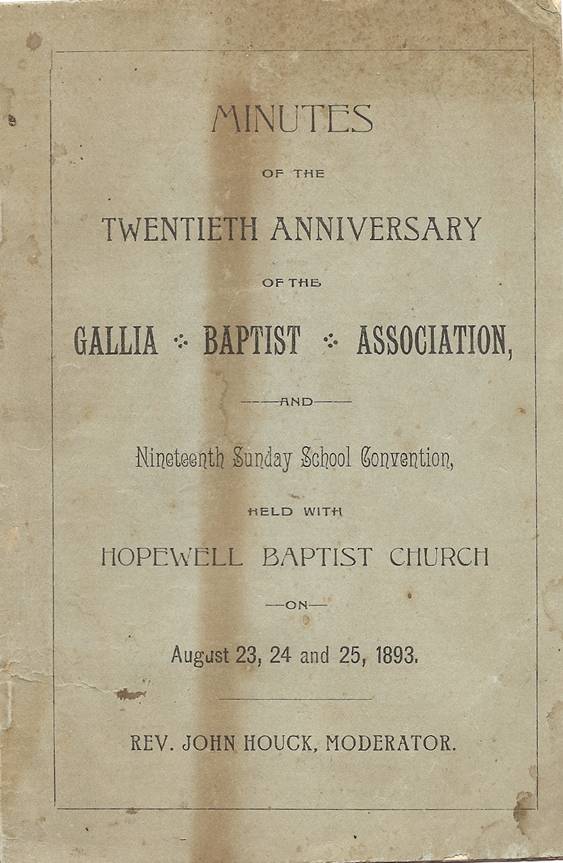 MINUTES
OF THE
TWENTIETH ANNIVERSARY
OF THE
GALLIA BAPTIST ASSOCIATION,
AND
Nineteenth Sunday School Convention,
HELD WITH
HOPEWELL BAPTIST CHURCH
—ON—
August 23, 24 and 25, 1893.
REV. JOHN HOUCK, MODERATOR.